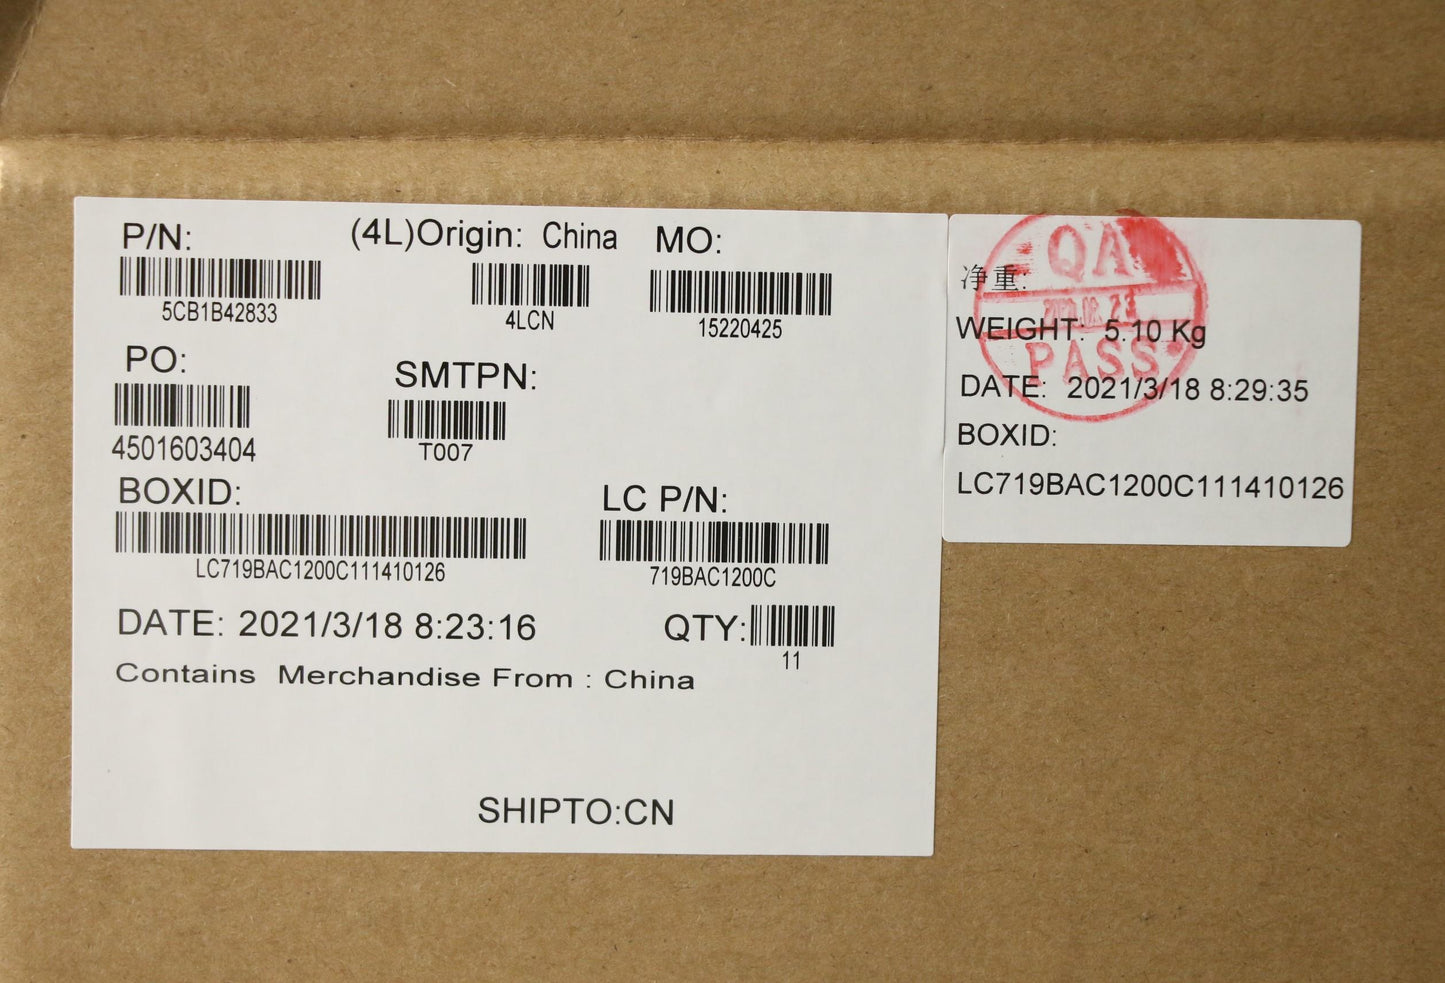 P/N:
(4L)Origin: China
MO:
5CB1B42833
4LCN
15220425
PO:
SMTPN:
4501603404
T007
BOXID:
LC P/N:
LC719BAC1200C111410126
719BAC1200C
DATE: 2021/3/18 8:23:16
QTY:
11
Contains Merchandise From : China
SHIPTO:CN
QA
PASS
净重:
WEIGHT: 5.10 Kg
DATE: 2021/3/18 8:29:35
BOXID:
LC719BAC1200C111410126